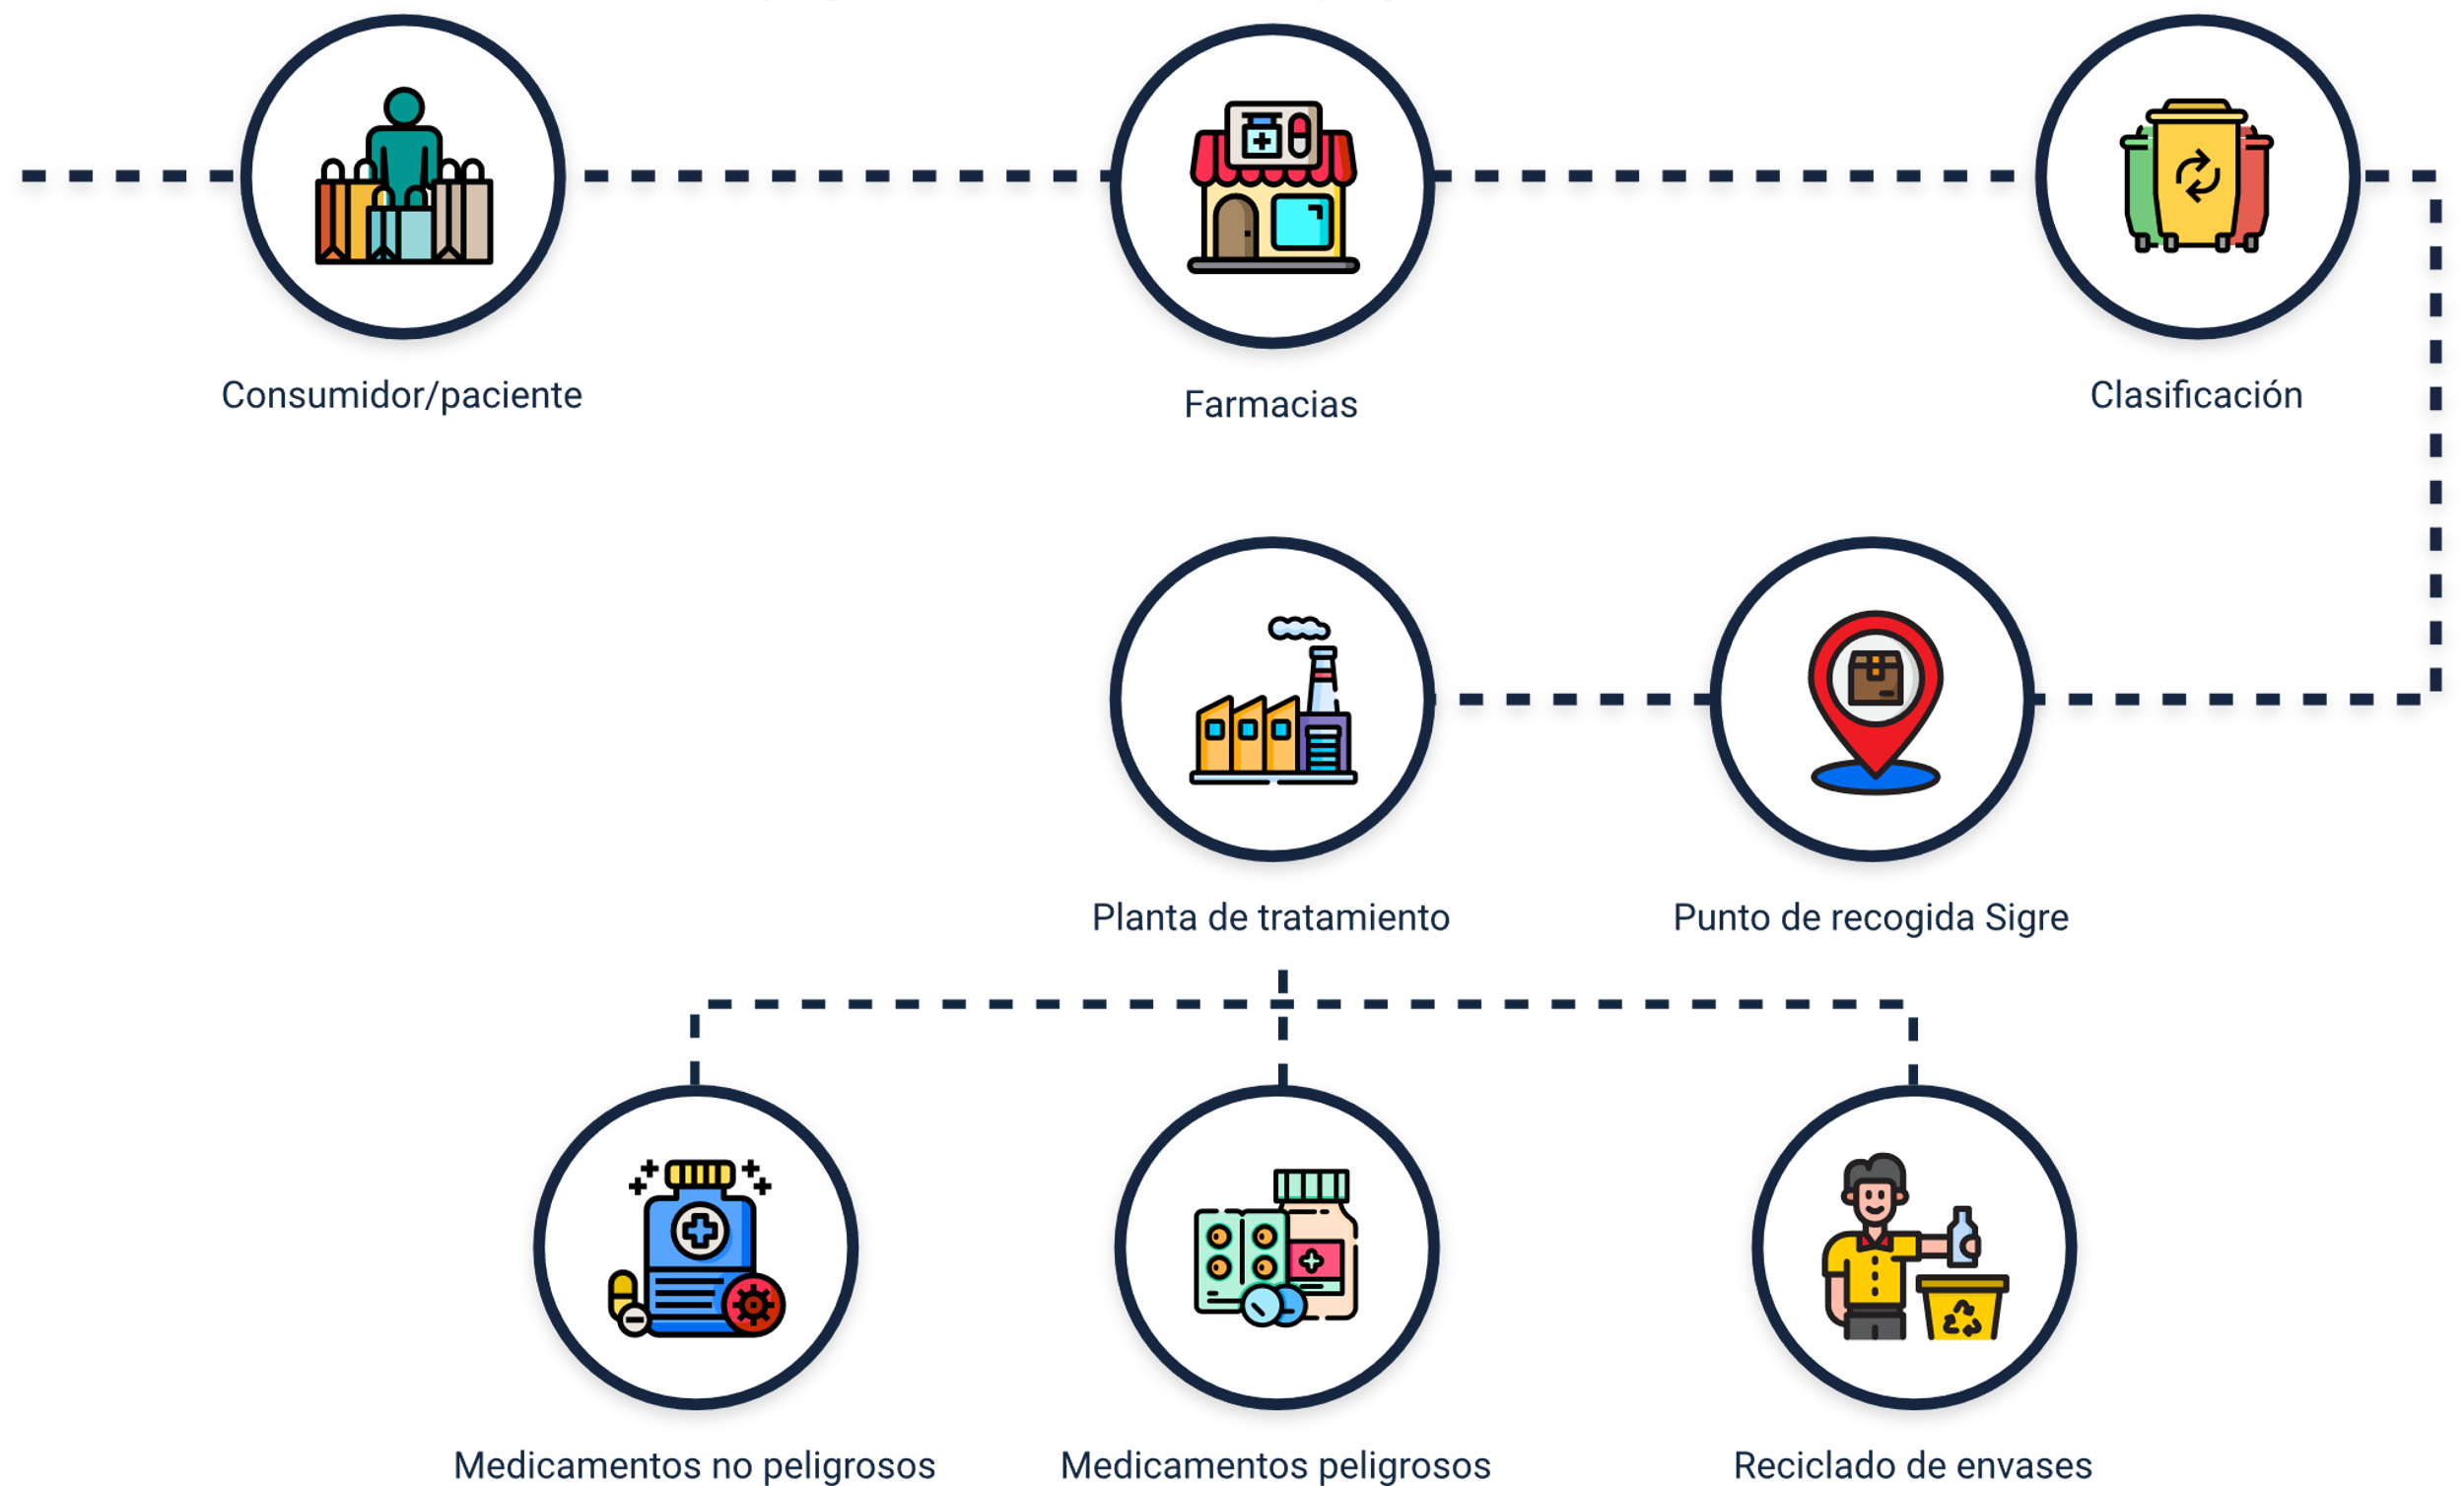 Consumidor/paciente
Farmacias
Clasificación
Planta de tratamiento
Punto de recogida Sigre
Medicamentos no peligrosos
Medicamentos peligrosos
Reciclado de envases